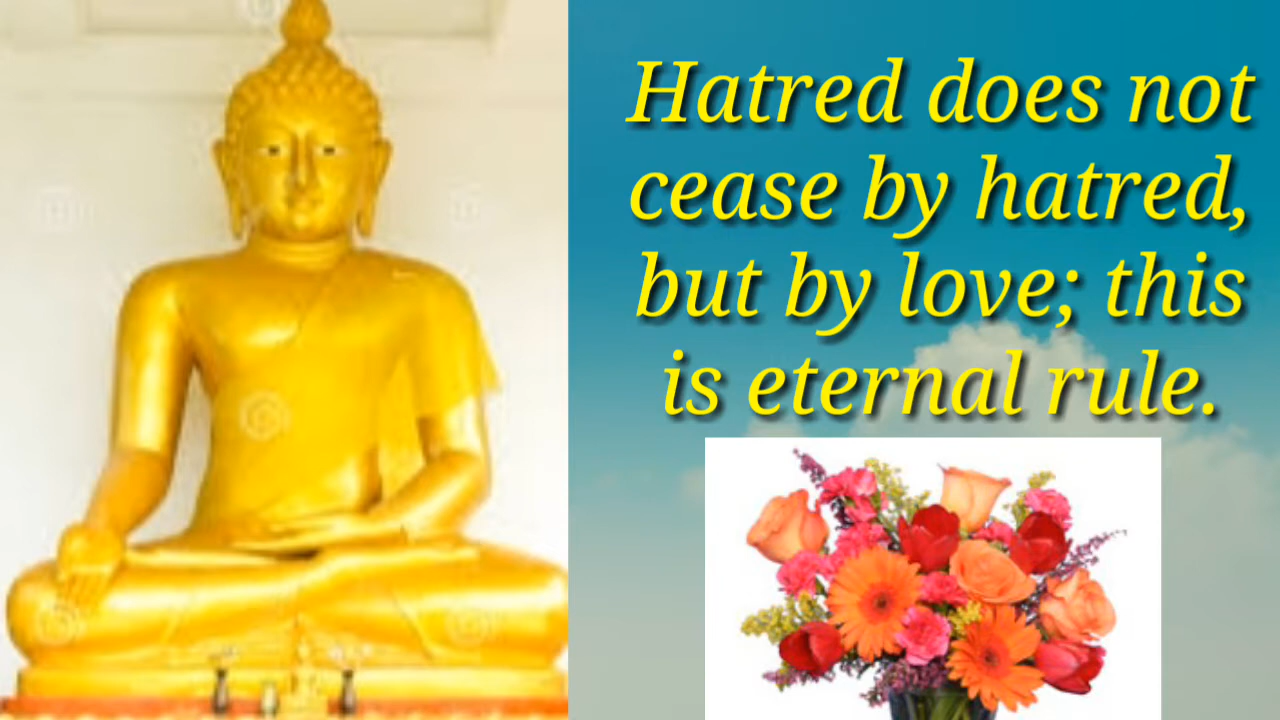 Hatred does not
cease by hatred,
but by love; this
is eternal rule.